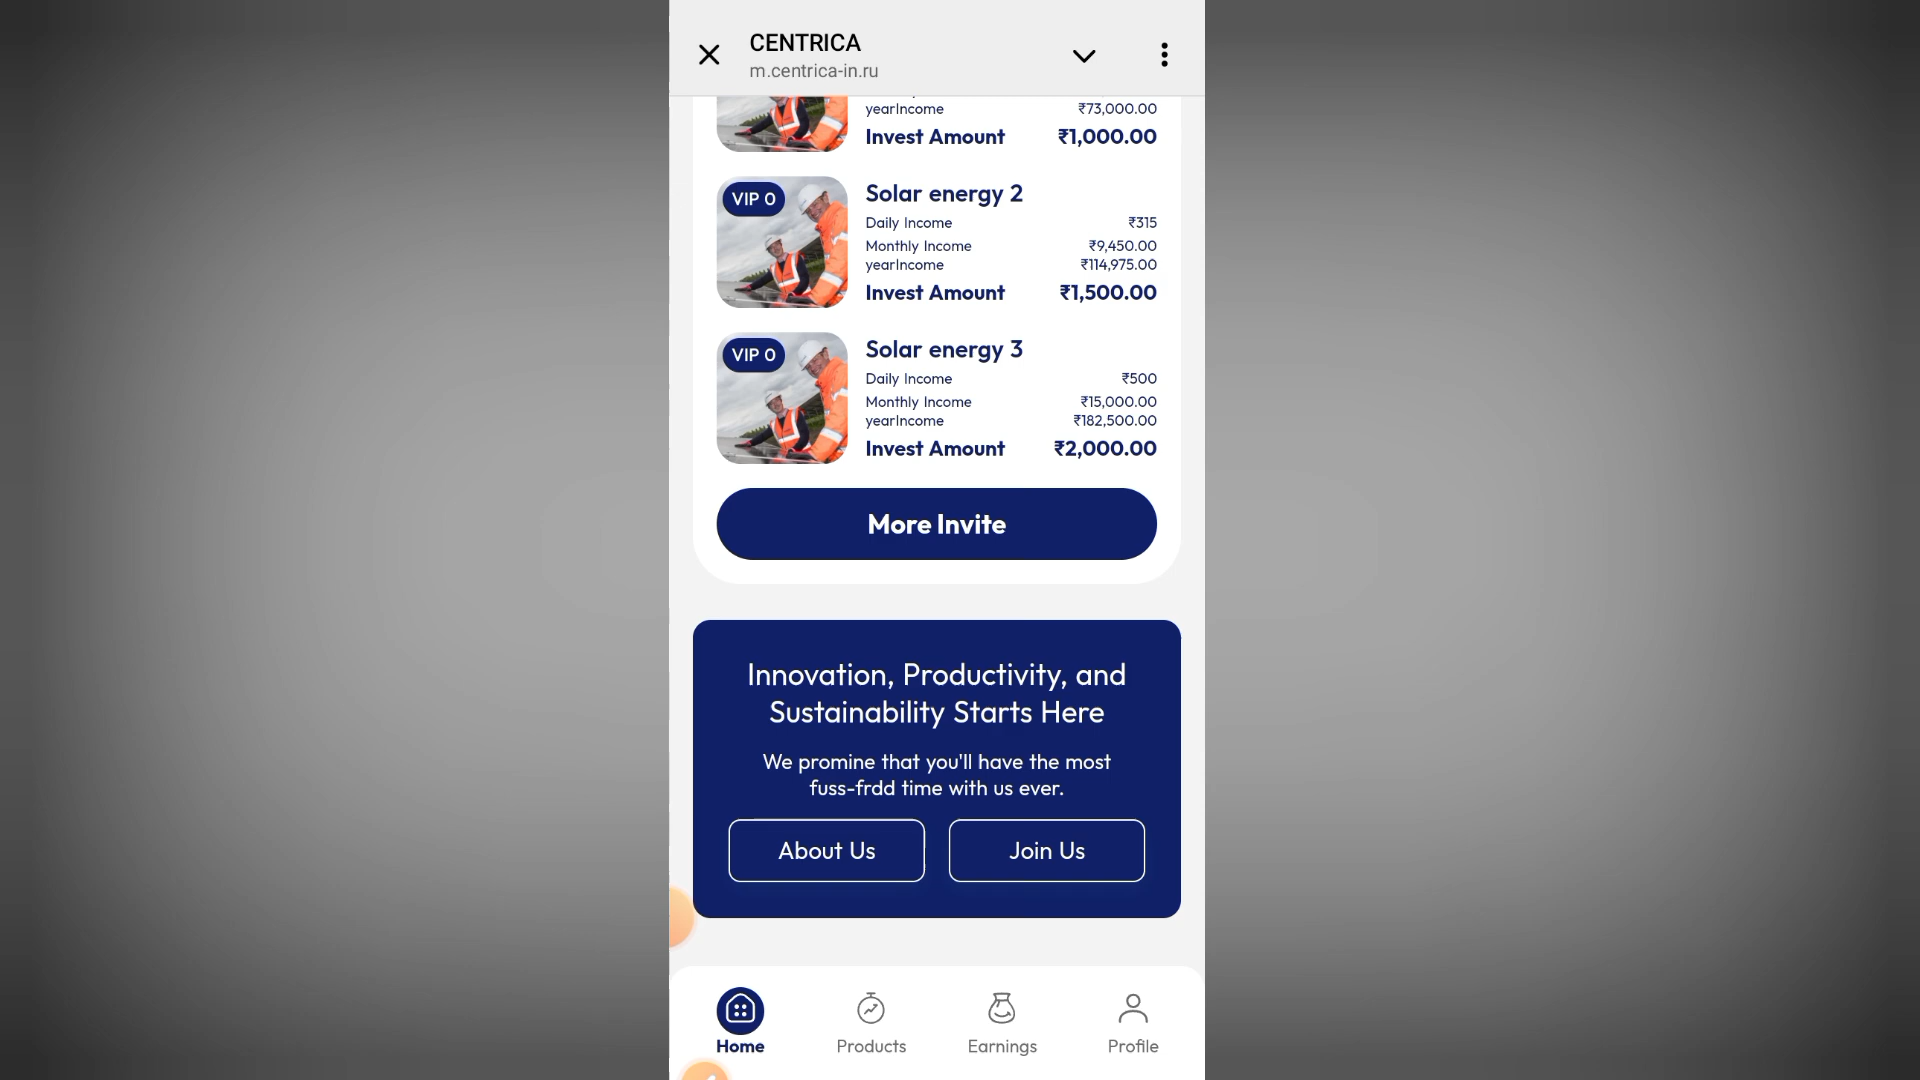 CENTRICA
m.centrica-in.ru
yearIncome ₹73,000.00
Invest Amount ₹1,000.00
VIP 0
Solar energy 2
Daily Income ₹315
Monthly Income ₹9,450.00
yearIncome ₹114,975.00
Invest Amount ₹1,500.00
VIP 0
Solar energy 3
Daily Income ₹500
Monthly Income ₹15,000.00
yearIncome ₹182,500.00
Invest Amount ₹2,000.00
More Invite
Innovation, Productivity, and
Sustainability Starts Here
We promine that you'll have the most
fuss-frdd time with us ever.
About Us Join Us
Home Products Earnings Profile